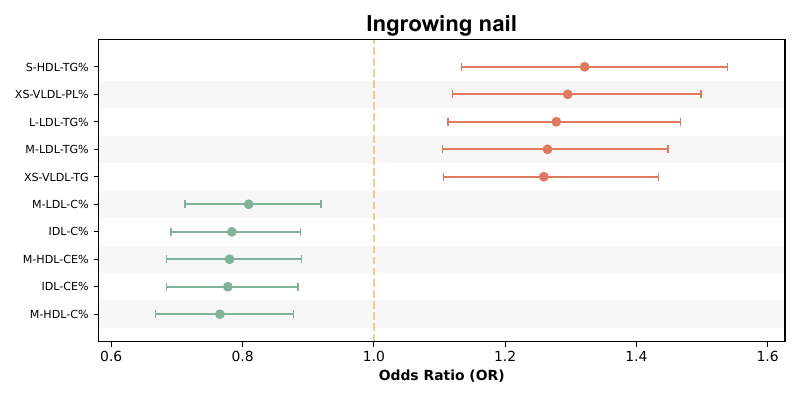 Ingrowing nail
S-HDL-TG%
XS-VLDL-PL%
L-LDL-TG%
M-LDL-TG%
XS-VLDL-TG
M-LDL-C%
IDL-C%
M-HDL-CE%
IDL-CE%
M-HDL-C%
0.6 0.8 1.0 1.2 1.4 1.6
Odds Ratio (OR)